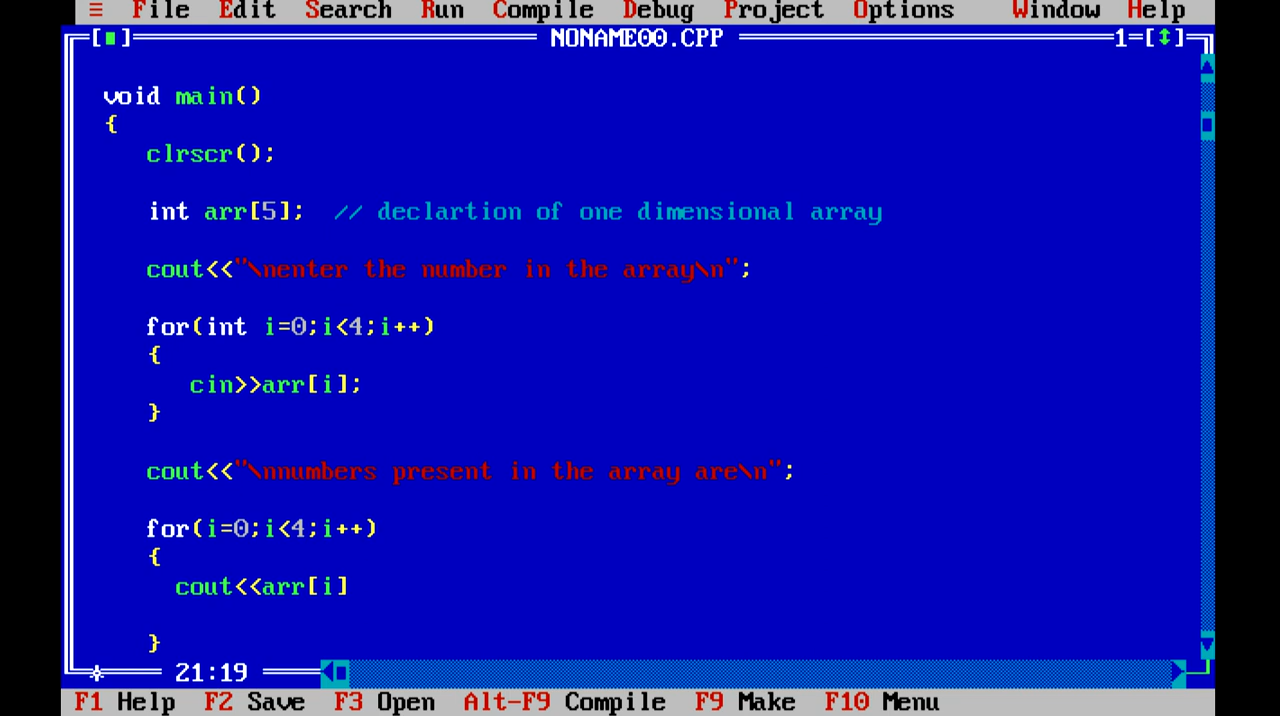 ≡ File Edit Search Run Compile Debug Project Options Window Help
[■] NONAME00.CPP 1=[↕]
void main()
{
clrscr();
int arr[5]; // declartion of one dimensional array
cout<<"\nenter the number in the array\n";
for(int i=0;i<4;i++)
{
cin>>arr[i];
}
cout<<"\nnumbers present in the array are\n";
for(i=0;i<4;i++)
{
cout<<arr[i]
}
21:19
F1 Help F2 Save F3 Open Alt-F9 Compile F9 Make F10 Menu